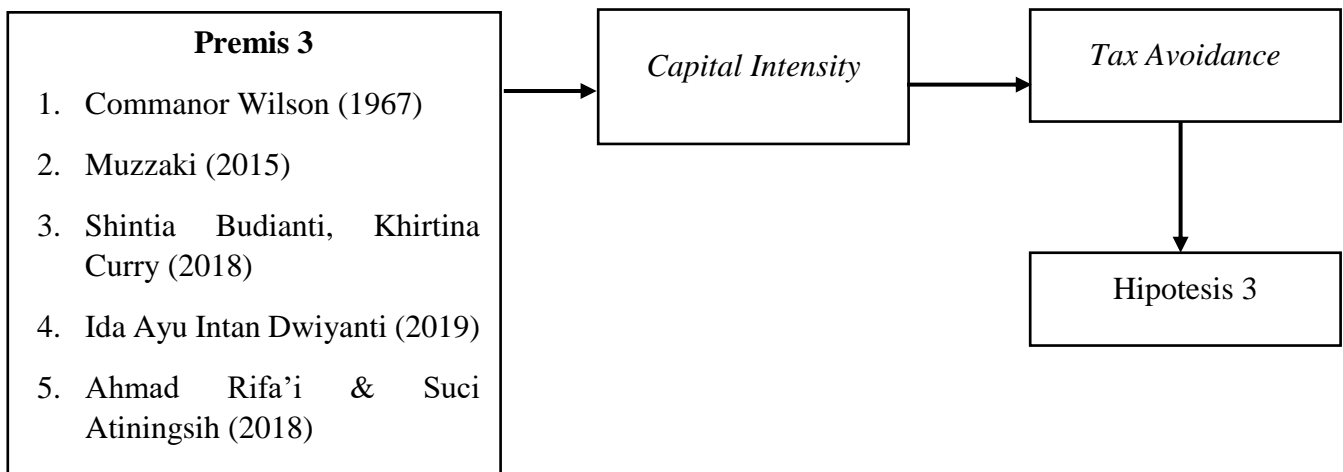 Premis 3
1. Commanor Wilson (1967)
2. Muzzaki (2015)
3. Shintia Budianti, Khirtina
Curry (2018)
4. Ida Ayu Intan Dwiyanti (2019)
5. Ahmad Rifa’i & Suci
Atiningsih (2018)
Capital Intensity
Tax Avoidance
Hipotesis 3